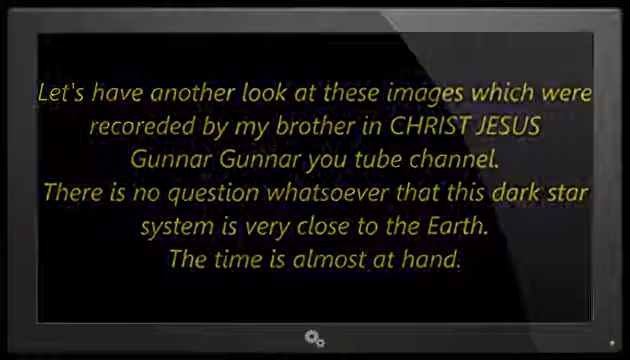 Let's have another look at these images which were
recoreded by my brother in CHRIST JESUS
Gunnar Gunnar you tube channel.
There is no question whatsoever that this dark star
system is very close to the Earth.
The time is almost at hand.